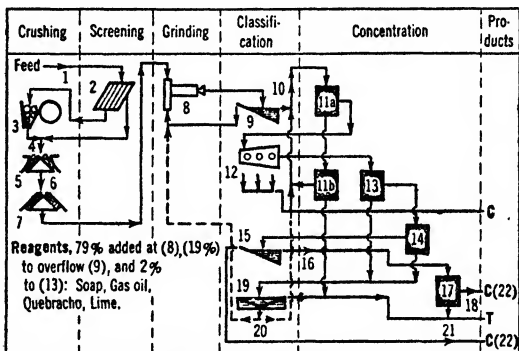 Crushing Screening Grinding Classifi- cation Concentration Pro- ducts
Feed
1
2
3
4
5
6
7
8
9
10
11a
11b
12
13
14
15
16
17
18
19
20
21
C
C(22)
T
C(22)
Reagents, 79% added at (8),(19%)
to overflow (9), and 2%
to (13): Soap, Gas oil,
Quebracho, Lime.